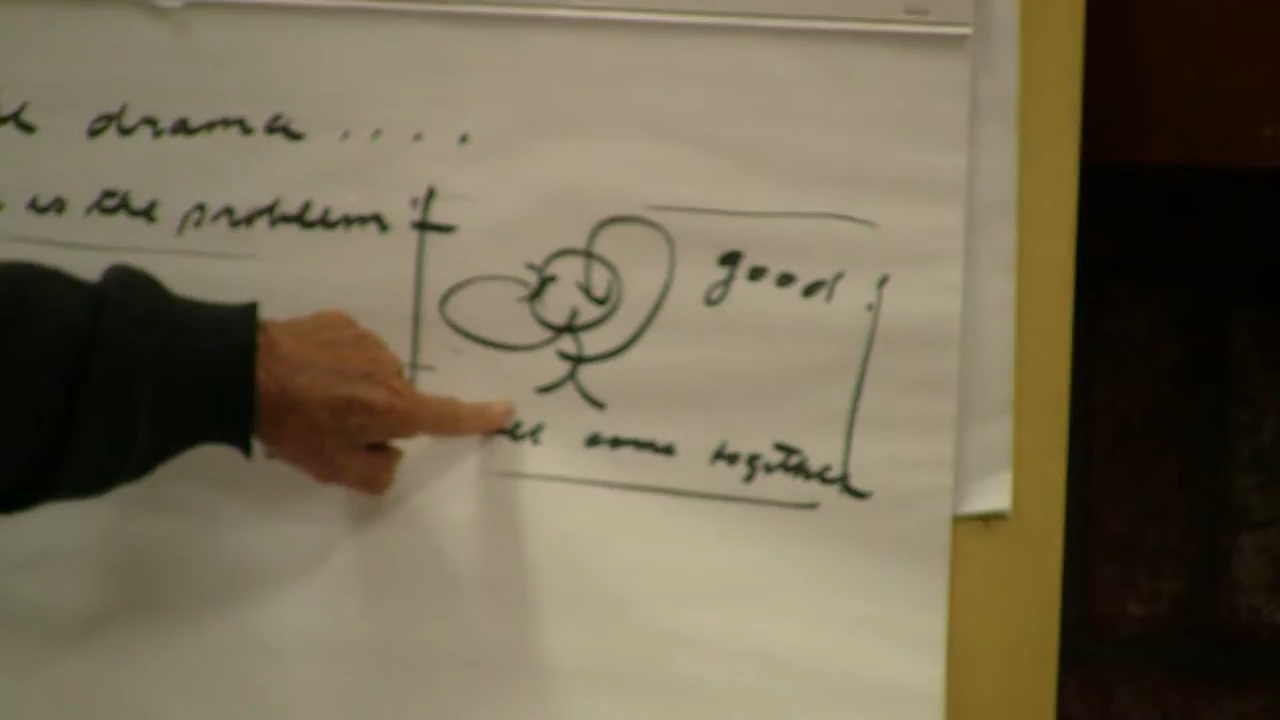 drama . . . .
is the problem
good !
come together